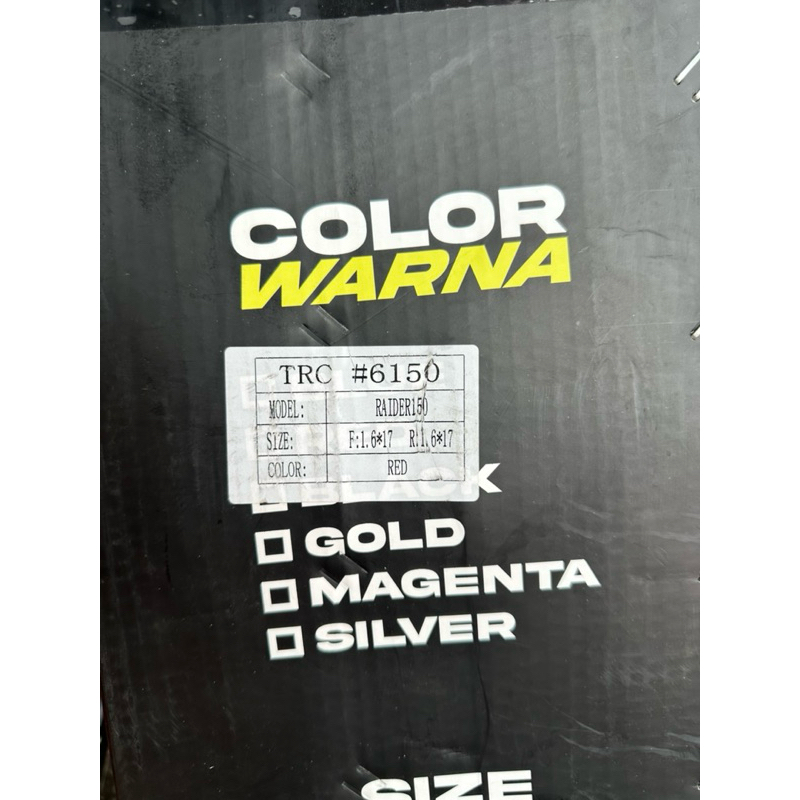 COLOR
WARNA
TRC #6150
MODEL: RAIDER150
SIZE: F:1.6*17 R:1.6*17
COLOR: RED
BLACK
GOLD
MAGENTA
SILVER
SIZE